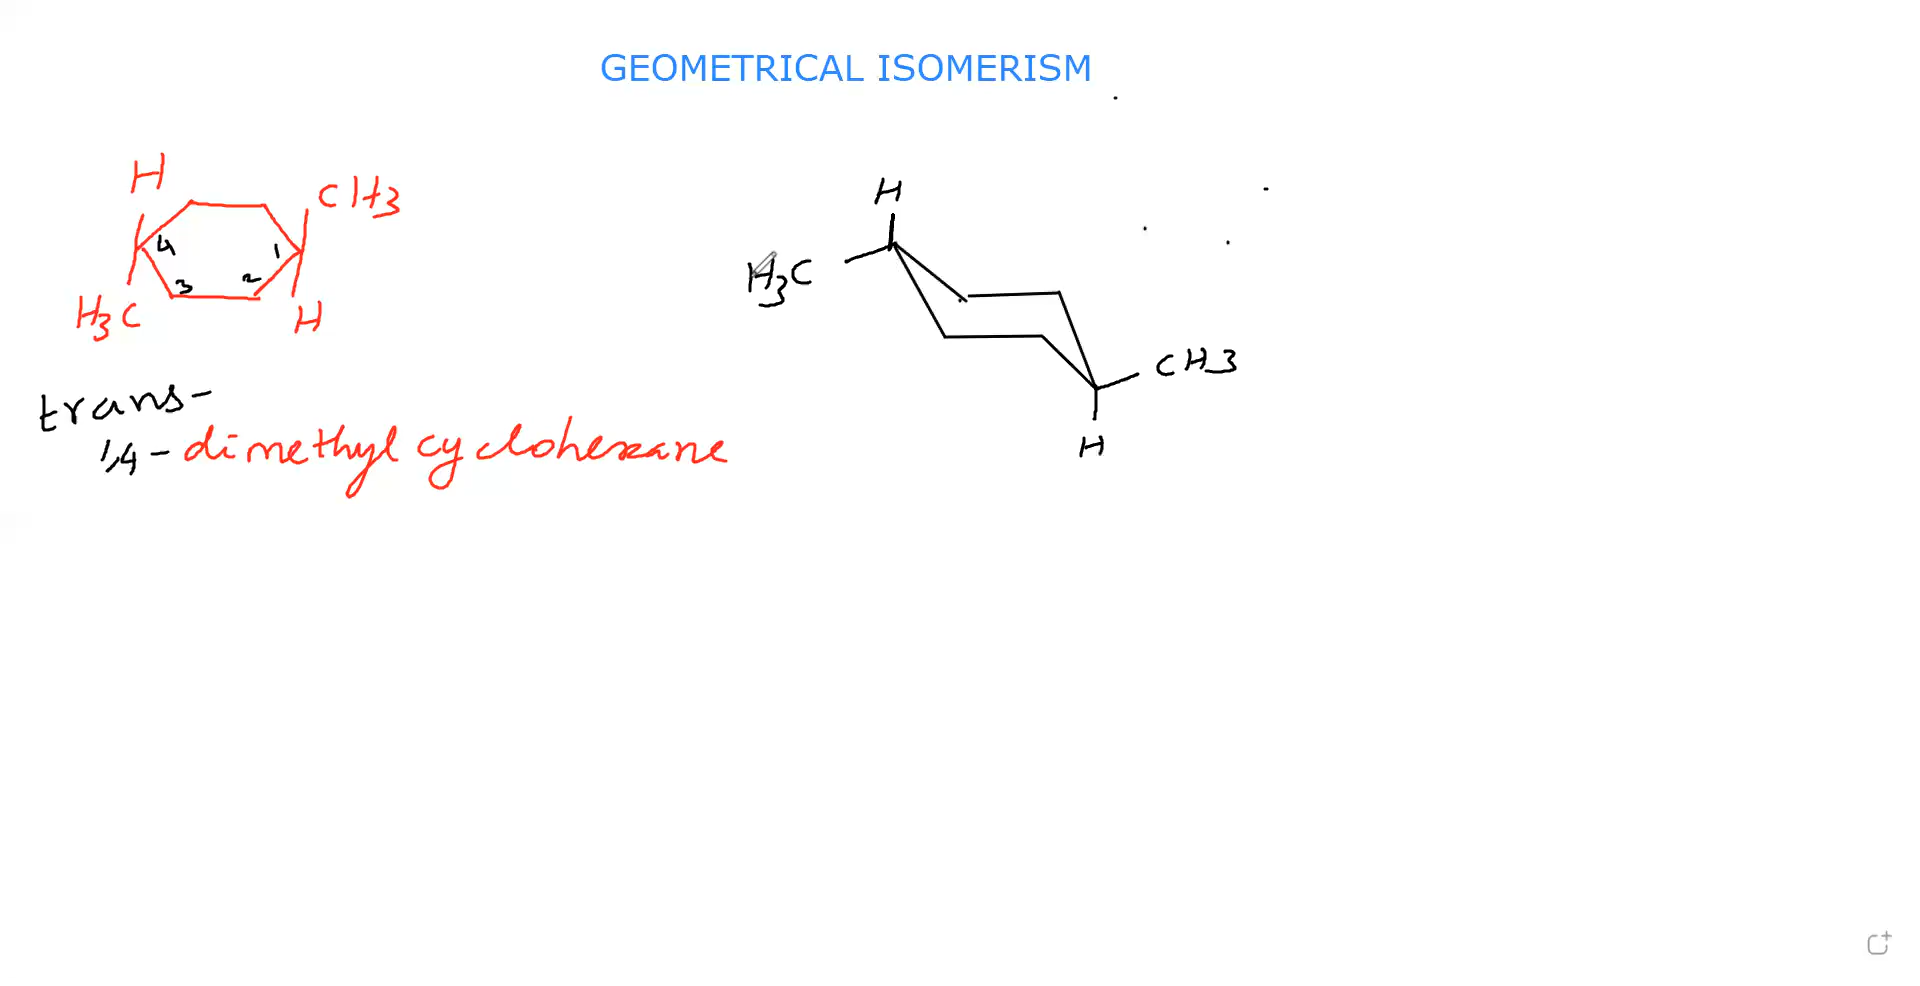 GEOMETRICAL ISOMERISM
H
CH3
4
1
3
2
H3C
H
trans-
1,4-dimethyl cyclohexane
H
H3C
CH3
H